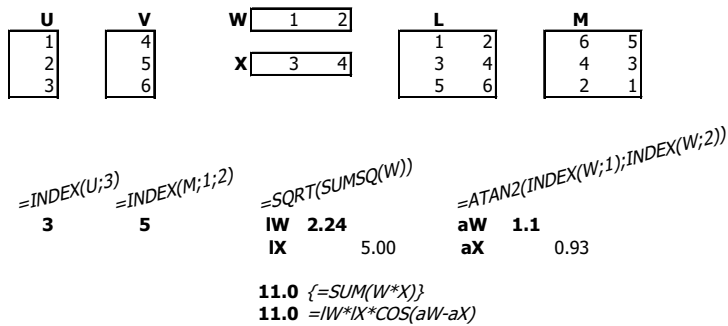 U V W 1 2 L M
1 4 1 2 6 5
2 5 X 3 4 3 4 4 3
3 6 5 6 2 1
=INDEX(U;3) =INDEX(M;1;2) =SQRT(SUMSQ(W)) =ATAN2(INDEX(W;1);INDEX(W;2))
3 5 lW 2.24 aW 1.1
lX 5.00 aX 0.93
11.0 {=SUM(W*X)}
11.0 =lW*lX*COS(aW-aX)